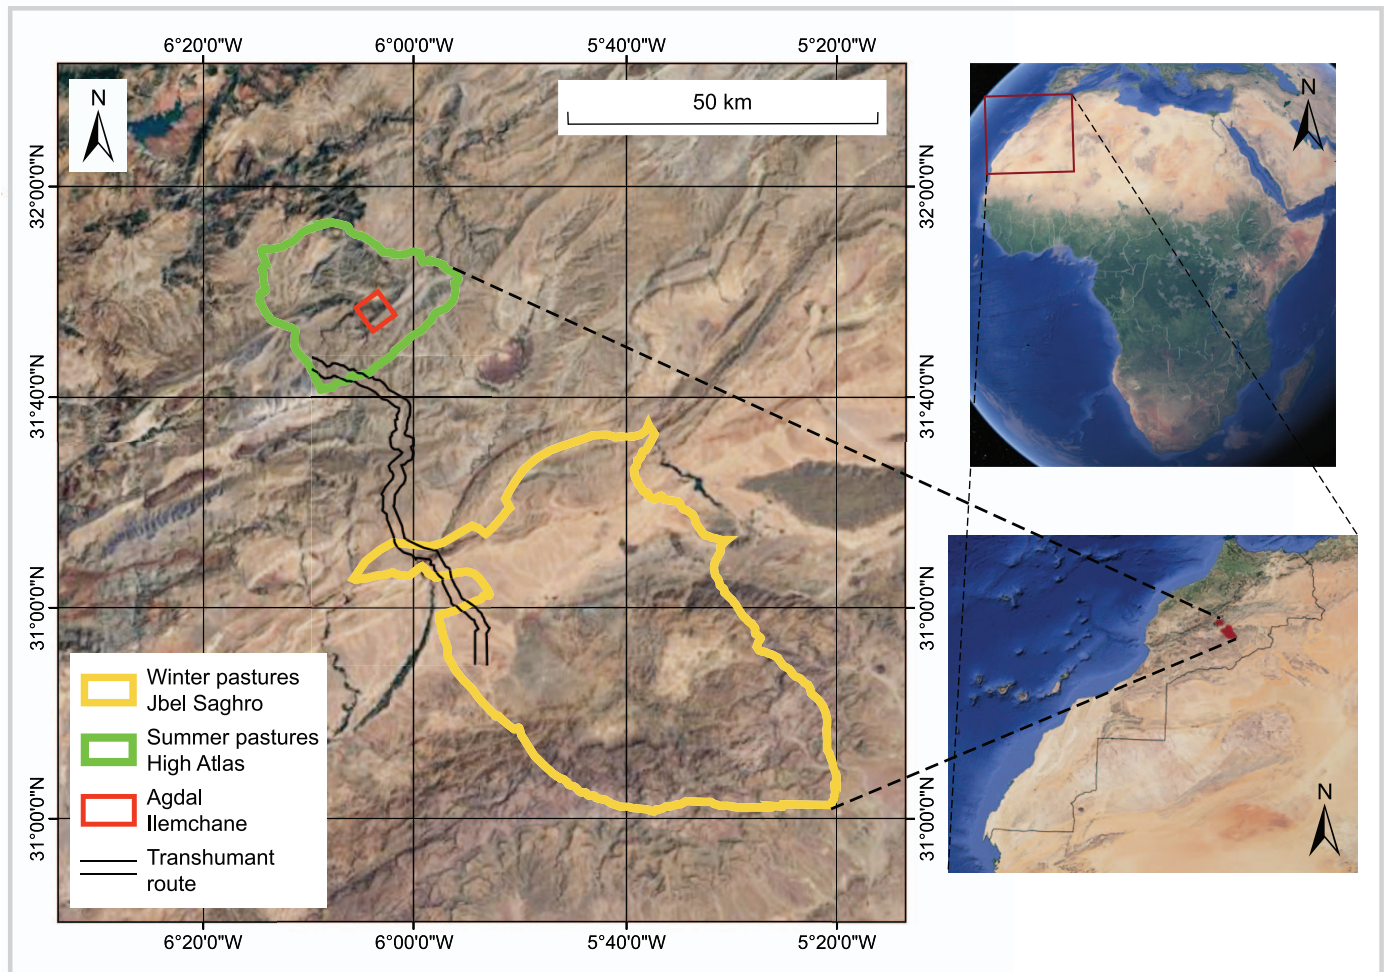 6°20'0.0"W 6°00'0"W 5°40'0"W 5°20'0"W
N
50 km
N
32°00'0"N
32°00'0"N
31°40'0"N
31°40'0"N
31°00'0"N
31°00'0"N
Winter pastures
Jbel Saghro
Summer pastures
High Atlas
Agdal
Ilemchane
Transhumant
route
31°00'0"N
31°00'0"N
N
6°20'0.0"W 6°00'0"W 5°40'0"W 5°20'0"W